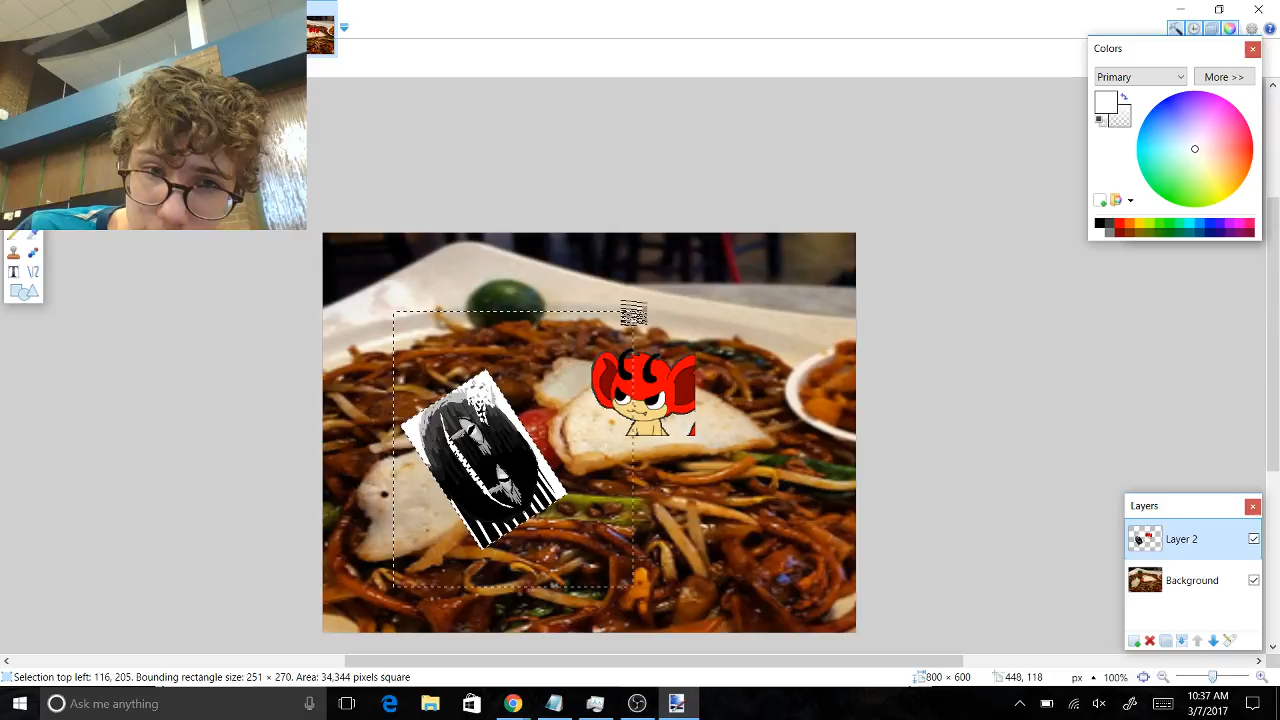 Colors
Primary
More >>
Layers
Layer 2
Background
Selection top left: 116, 205. Bounding rectangle size: 251 × 270. Area: 34,344 pixels square
800 × 600
448, 118
px
100%
Ask me anything
10:37 AM
3/7/2017